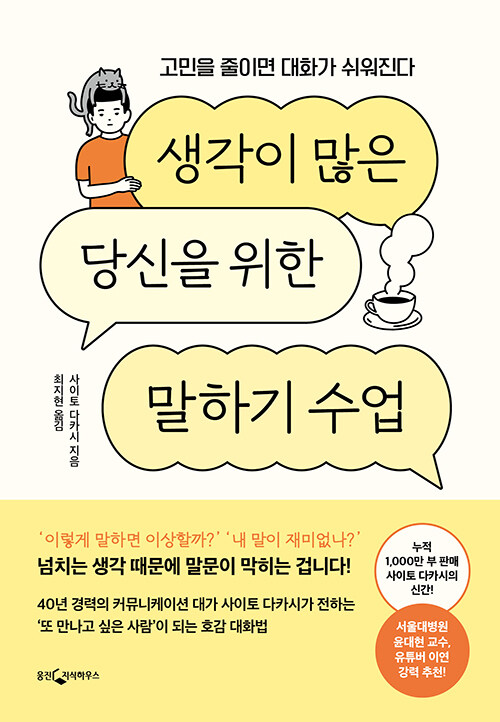 고민을 줄이면 대화가 쉬워진다
생각이 많은
당신을 위한
말하기 수업
사이토 다카시 지음
최지현 옮김
‘이렇게 말하면 이상할까?’ ‘내 말이 재미없나?’
넘치는 생각 때문에 말문이 막히는 겁니다!
40년 경력의 커뮤니케이션 대가 사이토 다카시가 전하는
‘또 만나고 싶은 사람’이 되는 호감 대화법
누적
1,000만 부 판매
사이토 다카시의
신간!
서울대병원
윤대현 교수,
유튜버 이연
강력 추천!
웅진 지식하우스